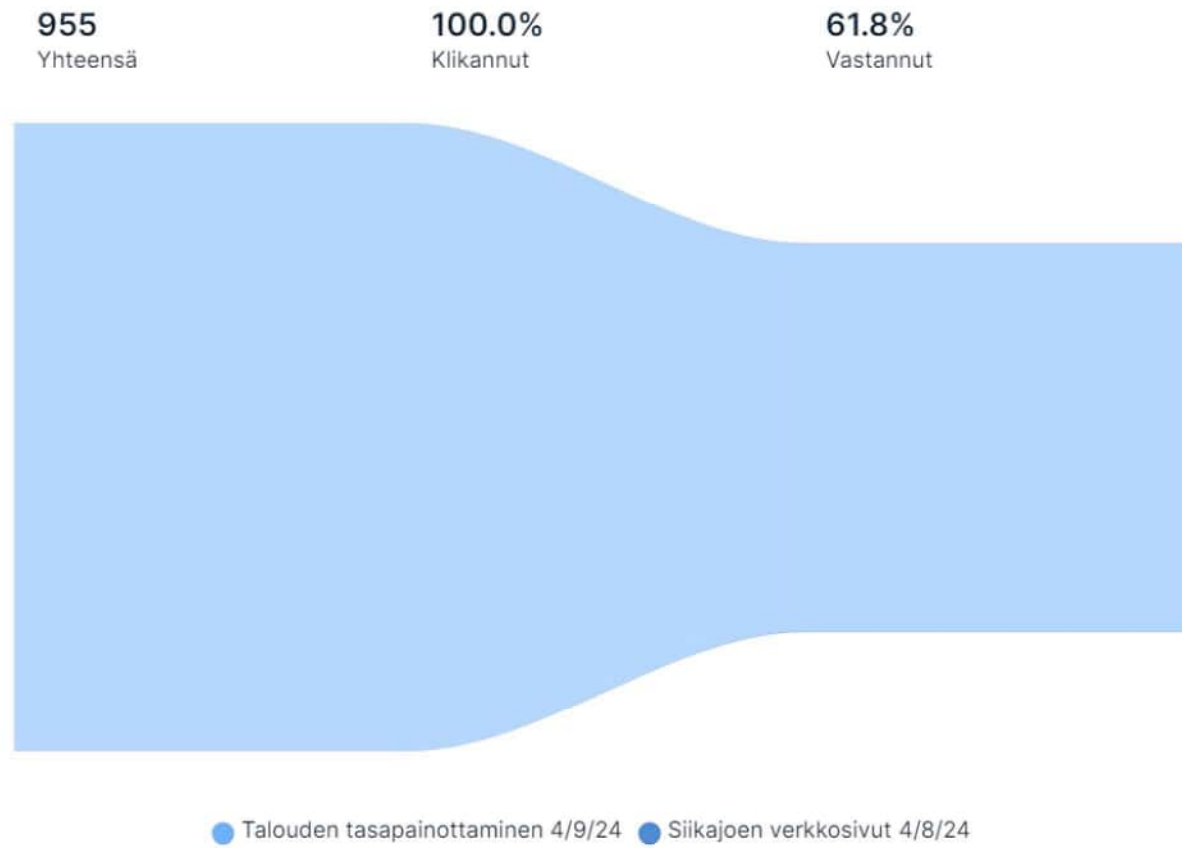 955 100.0% 61.8%
Yhteensä Klikannut Vastannut
Talouden tasapainottaminen 4/9/24 Siikajoen verkkosivut 4/8/24